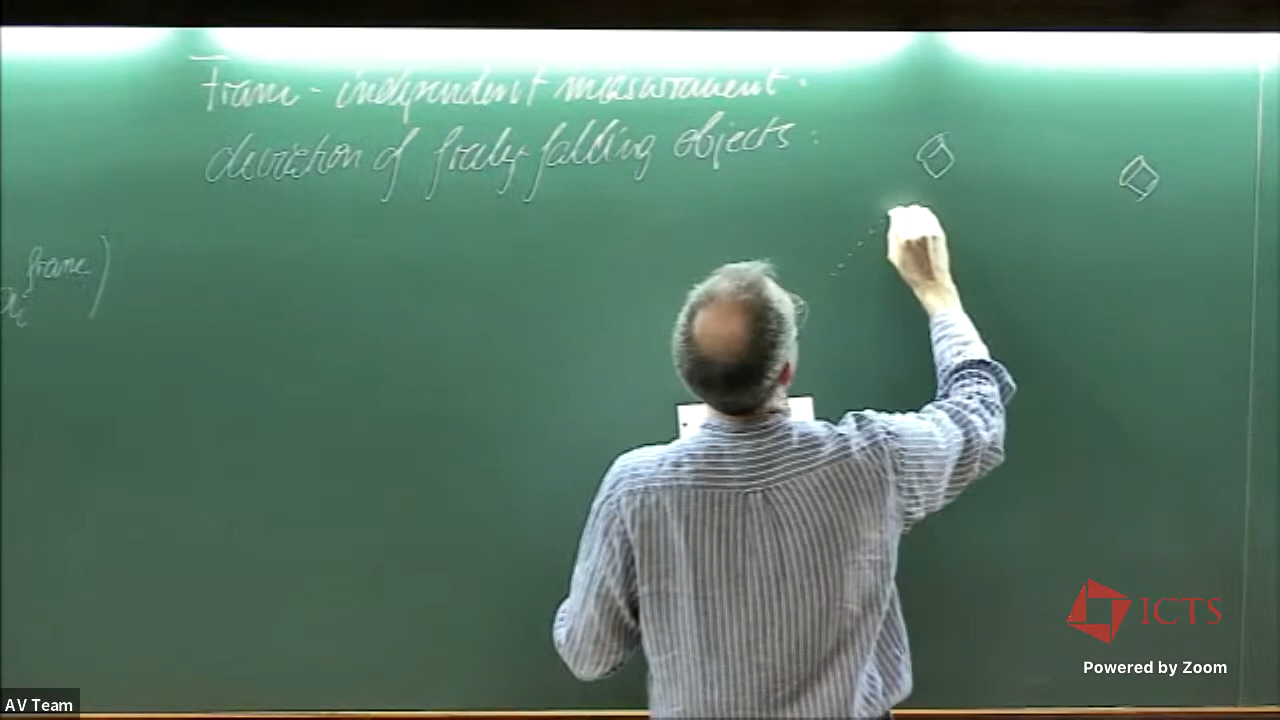 Frame-independent measurement.
deviation of freely falling objects:
frame)
ICTS
Powered by Zoom
AV Team